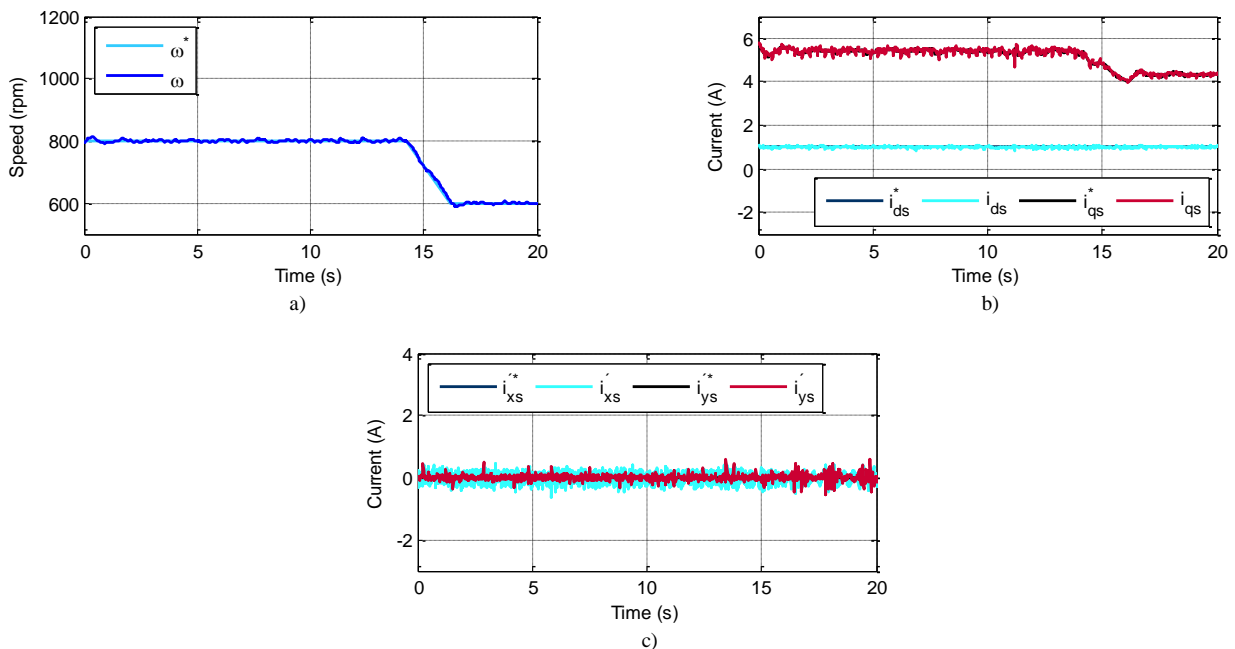 1200
1000
800
600
Speed (rpm)
ω*
ω
0 5 10 15 20
Time (s)
a)
6
4
2
0
-2
Current (A)
i*ds ids i*qs iqs
0 5 10 15 20
Time (s)
b)
4
2
0
-2
Current (A)
i´*xs i´xs i´*ys i´ys
0 5 10 15 20
Time (s)
c)